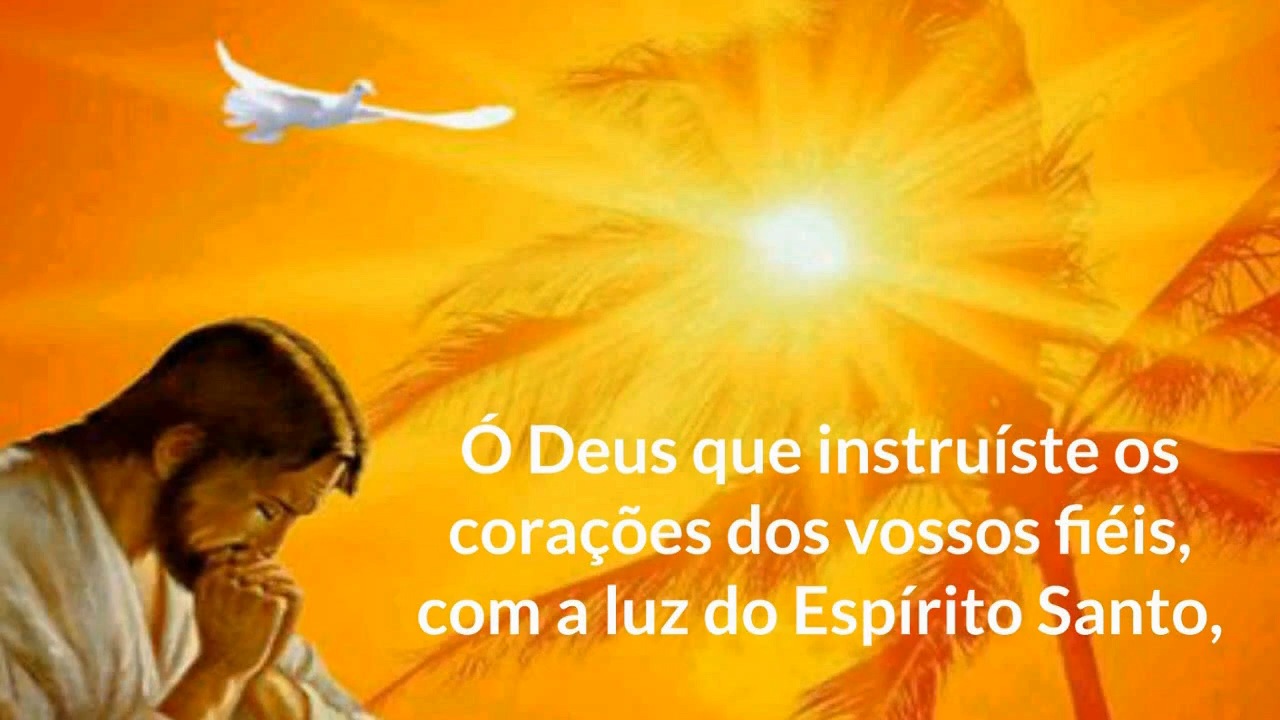 Ó Deus que instruíste os
corações dos vossos fiéis,
com a luz do Espírito Santo,